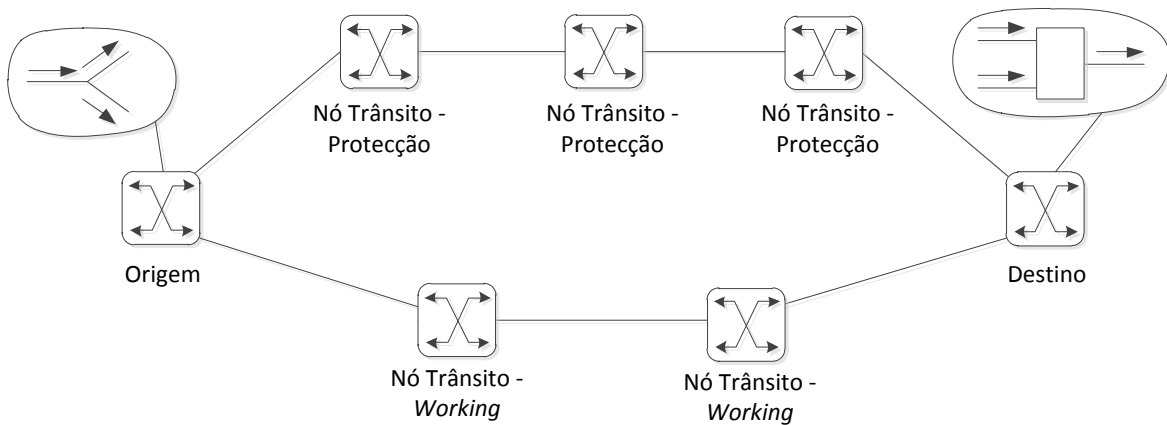 Nó Trânsito -
Protecção
Nó Trânsito -
Protecção
Nó Trânsito -
Protecção
Origem
Destino
Nó Trânsito -
Working
Nó Trânsito -
Working